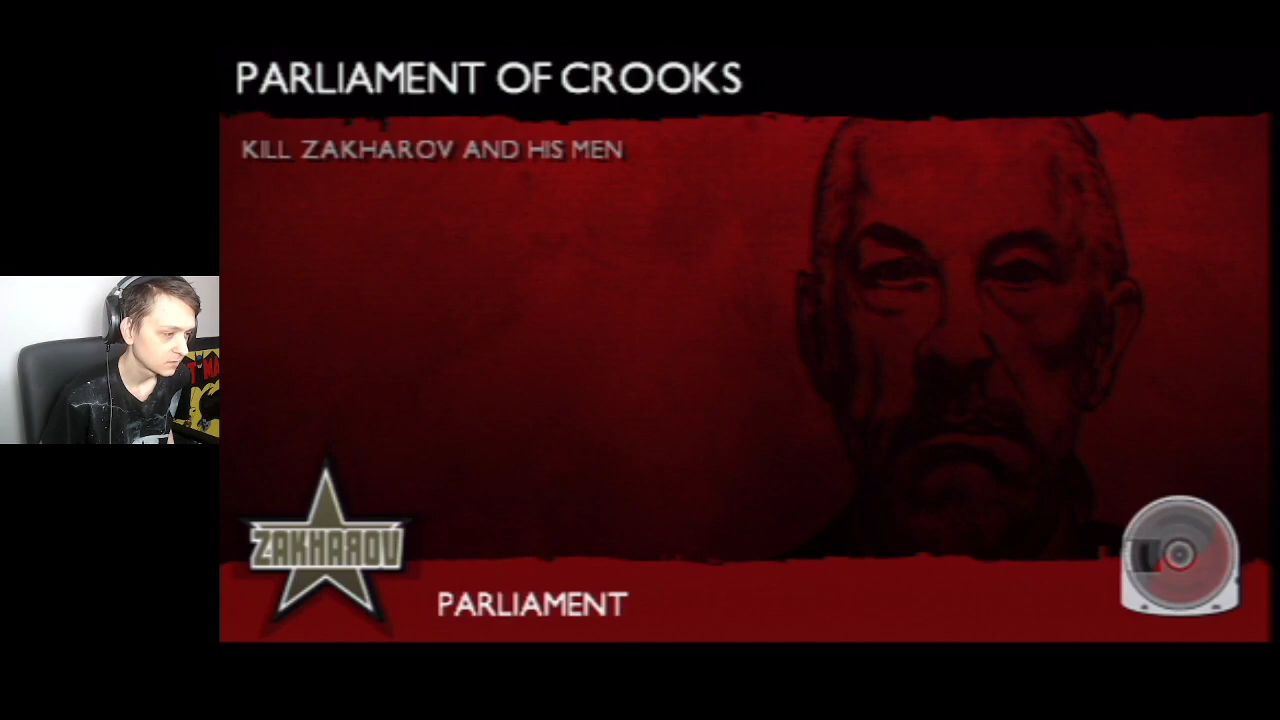 PARLIAMENT OF CROOKS
KILL ZAKHAROV AND HIS MEN
ZAKHAROV
PARLIAMENT